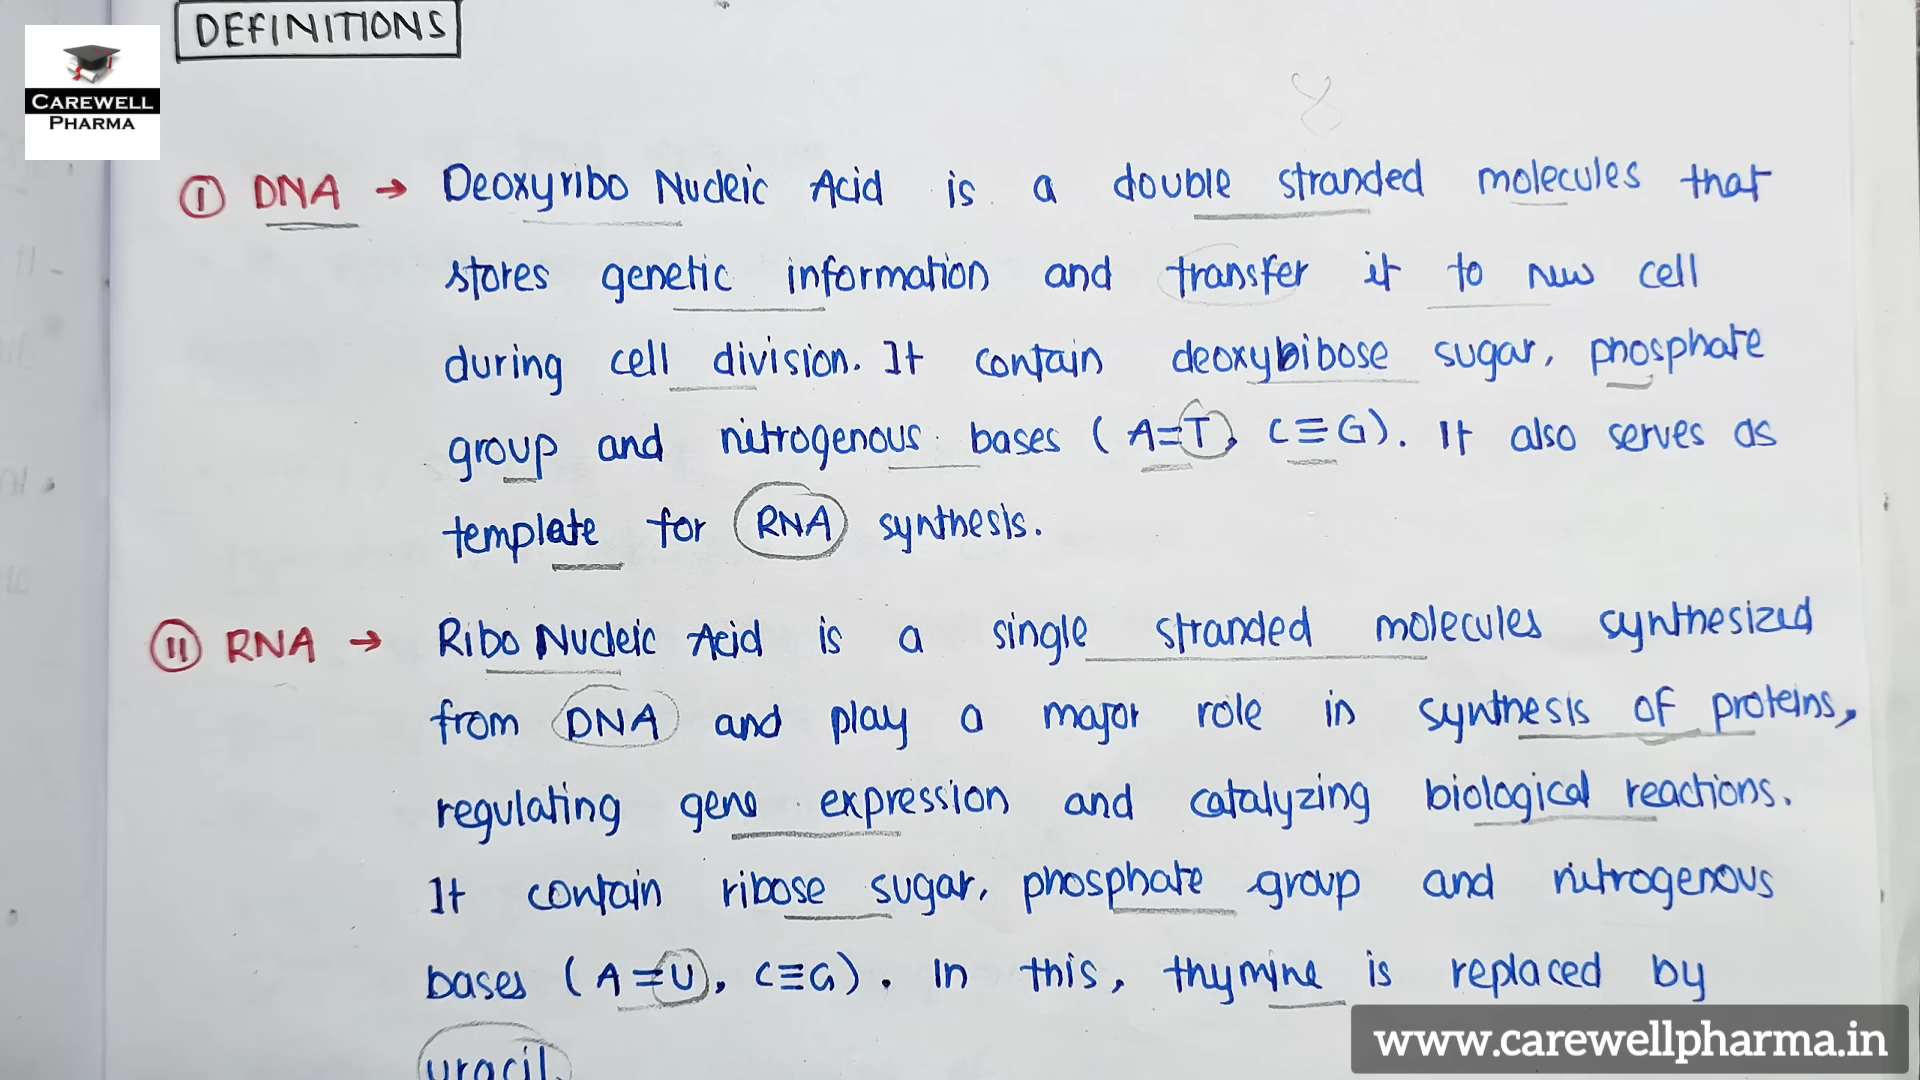 DEFINITIONS
CAREWELL
PHARMA
8
I DNA → Deoxyribo Nucleic Acid is a double stranded molecules that
stores genetic information and transfer it to new cell
during cell division. It contain deoxybibose sugar, phosphate
group and nitrogenous bases ( A=T, C≡G). It also serves as
template for RNA synthesis.
II RNA → Ribo Nucleic Acid is a single stranded molecules synthesized
from DNA and play a major role in synthesis of proteins,
regulating gene expression and catalyzing biological reactions.
It contain ribose sugar, phosphate group and nitrogenous
bases ( A=U, C≡G). In this, thymine is replaced by
uracil.
www.carewellpharma.in